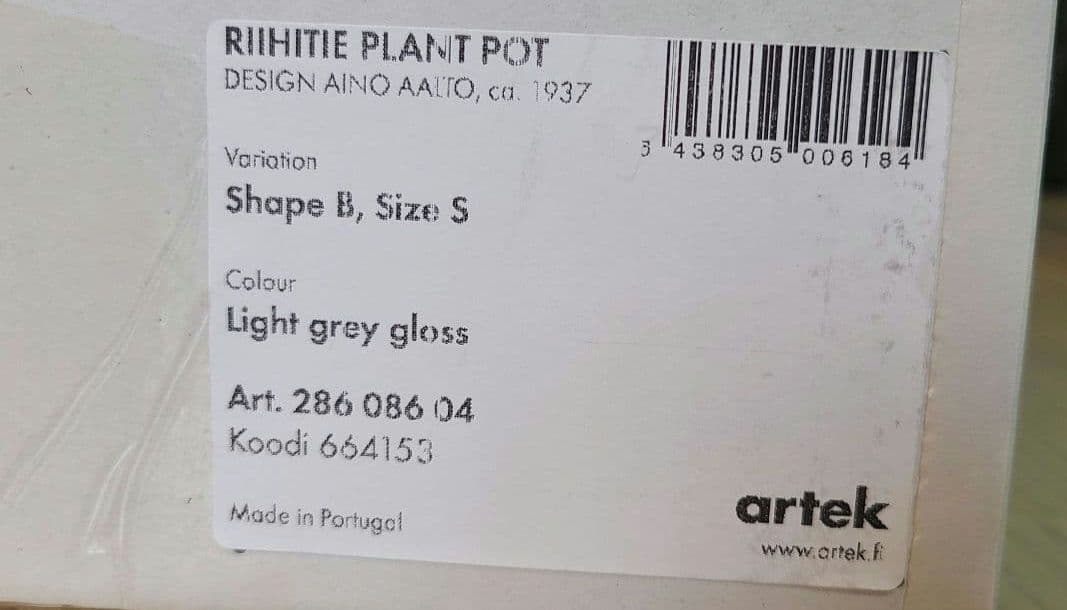 RIIHITIE PLANT POT
DESIGN AINO AALTO, ca. 1937
6 438305 006184
Variation
Shape B, Size S
Colour
Light grey gloss
Art. 286 086 04
Koodi 664153
Made in Portugal
artek
www.artek.fi